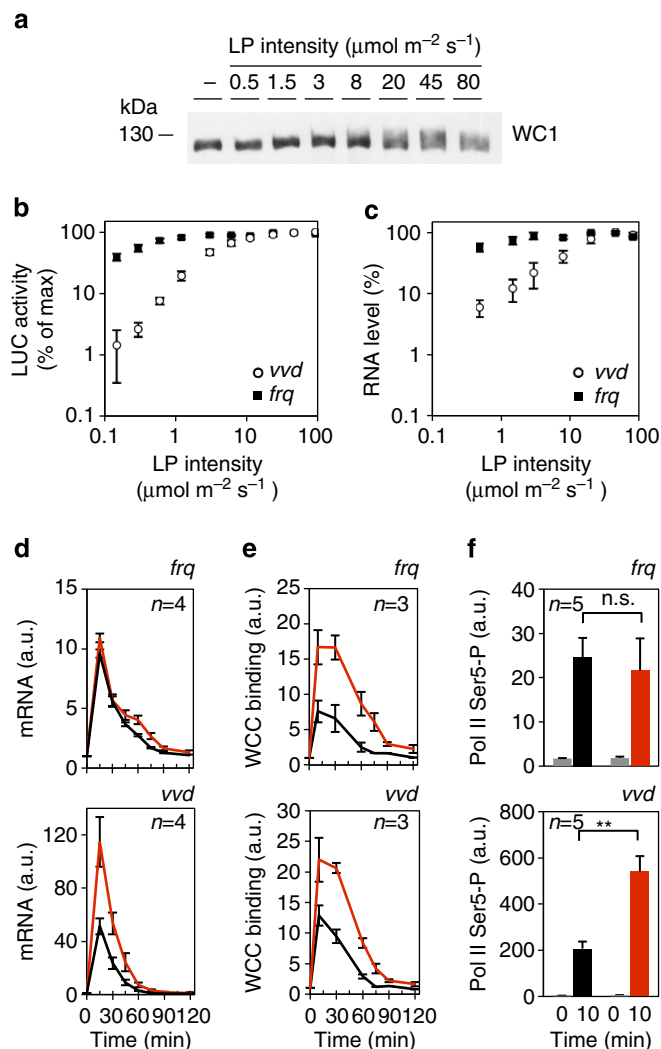 a
LP intensity (μmol m⁻² s⁻¹)
– 0.5 1.5 3 8 20 45 80
kDa
130 –
WC1
b
LUC activity
(% of max)
100
10
1
0.1
vvd
frq
0.1 1 10 100
LP intensity
(μmol m⁻² s⁻¹ )
c
RNA level (%)
100
10
1
0.1
vvd
frq
0.1 1 10 100
LP intensity
(μmol m⁻² s⁻¹ )
d
frq
mRNA (a.u.)
15
10
5
0
n=4
vvd
mRNA (a.u.)
120
80
40
0
n=4
0 30 60 90 120
Time (min)
e
frq
WCC binding (a.u.)
25
20
15
10
5
0
n=3
vvd
WCC binding (a.u.)
30
25
20
15
10
5
0
n=3
0 30 60 90 120
Time (min)
f
frq
Pol II Ser5-P (a.u.)
40
30
20
10
0
n=5
n.s.
vvd
Pol II Ser5-P (a.u.)
800
600
400
200
0
n=5
**
0 10 0 10
Time (min)